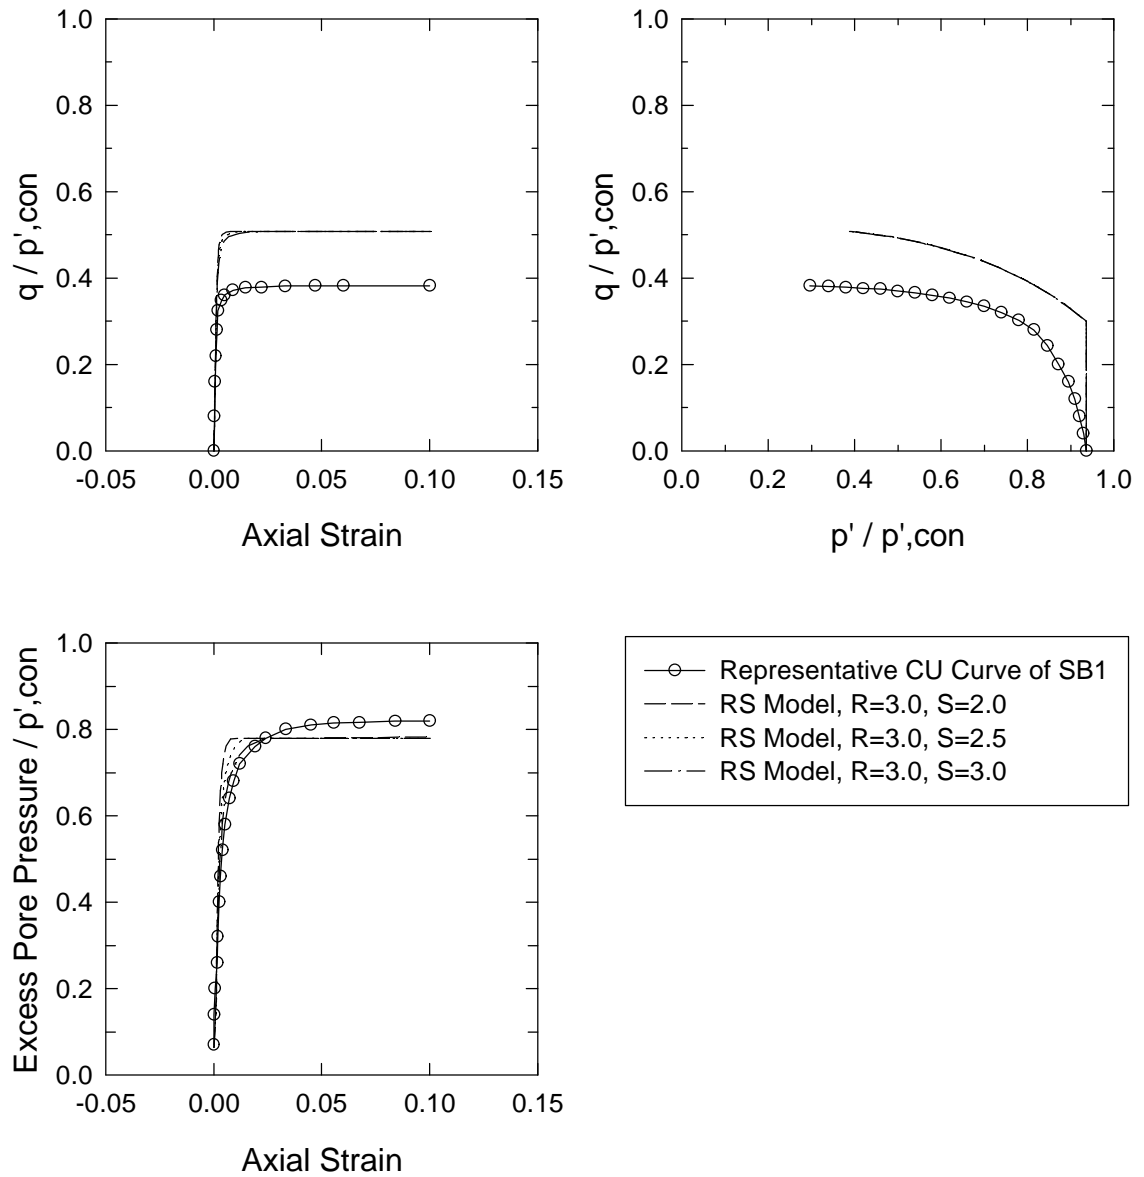 1.0
0.8
0.6
0.4
0.2
0.0
q / p',con
-0.05 0.00 0.05 0.10 0.15
Axial Strain
1.0
0.8
0.6
0.4
0.2
0.0
q / p',con
0.0 0.2 0.4 0.6 0.8 1.0
p' / p',con
1.0
0.8
0.6
0.4
0.2
0.0
Excess Pore Pressure / p',con
-0.05 0.00 0.05 0.10 0.15
Axial Strain
Representative CU Curve of SB1
RS Model, R=3.0, S=2.0
RS Model, R=3.0, S=2.5
RS Model, R=3.0, S=3.0